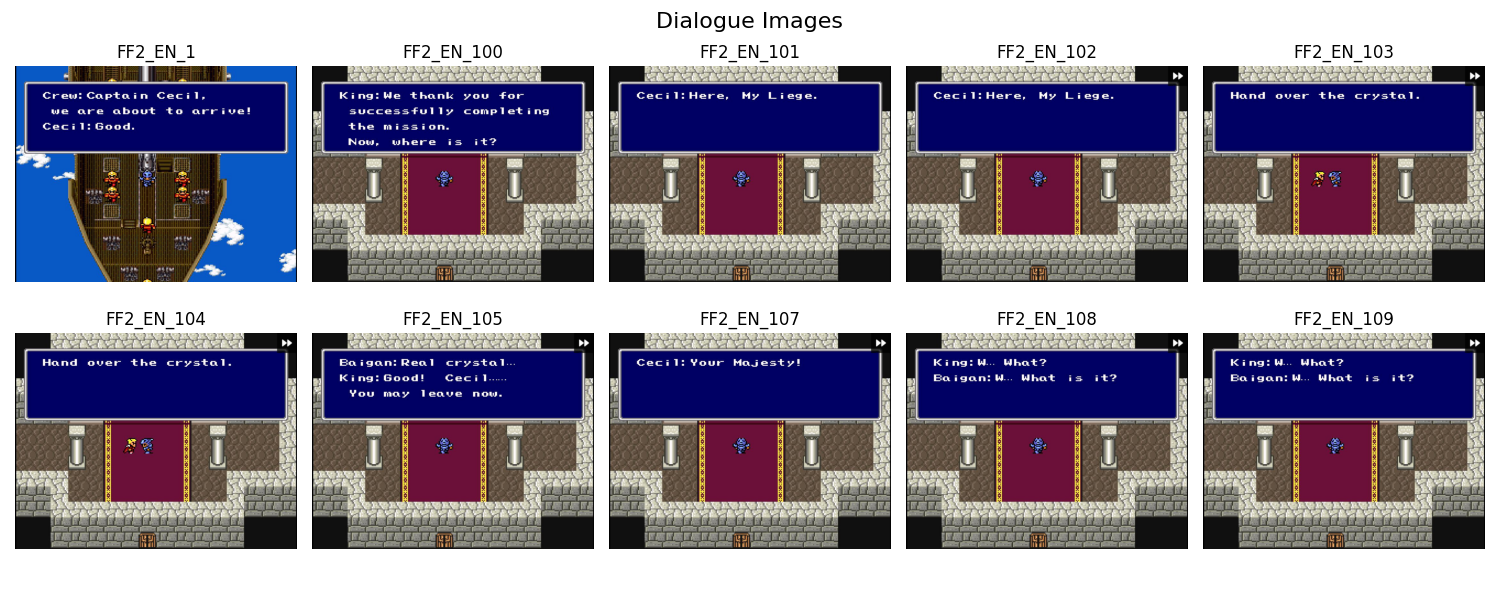 Dialogue Images
FF2_EN_1
Crew:Captain Cecil,
we are about to arrive!
Cecil:Good.
FF2_EN_100
King:We thank you for
successfully completing
the mission.
Now, where is it?
FF2_EN_101
Cecil:Here, My Liege.
FF2_EN_102
Cecil:Here, My Liege.
FF2_EN_103
Hand over the crystal.
FF2_EN_104
Hand over the crystal.
FF2_EN_105
Baigan:Real crystal…
King:Good!  Cecil……
You may leave now.
FF2_EN_107
Cecil:Your Majesty!
FF2_EN_108
King:W… What?
Baigan:W… What is it?
FF2_EN_109
King:W… What?
Baigan:W… What is it?